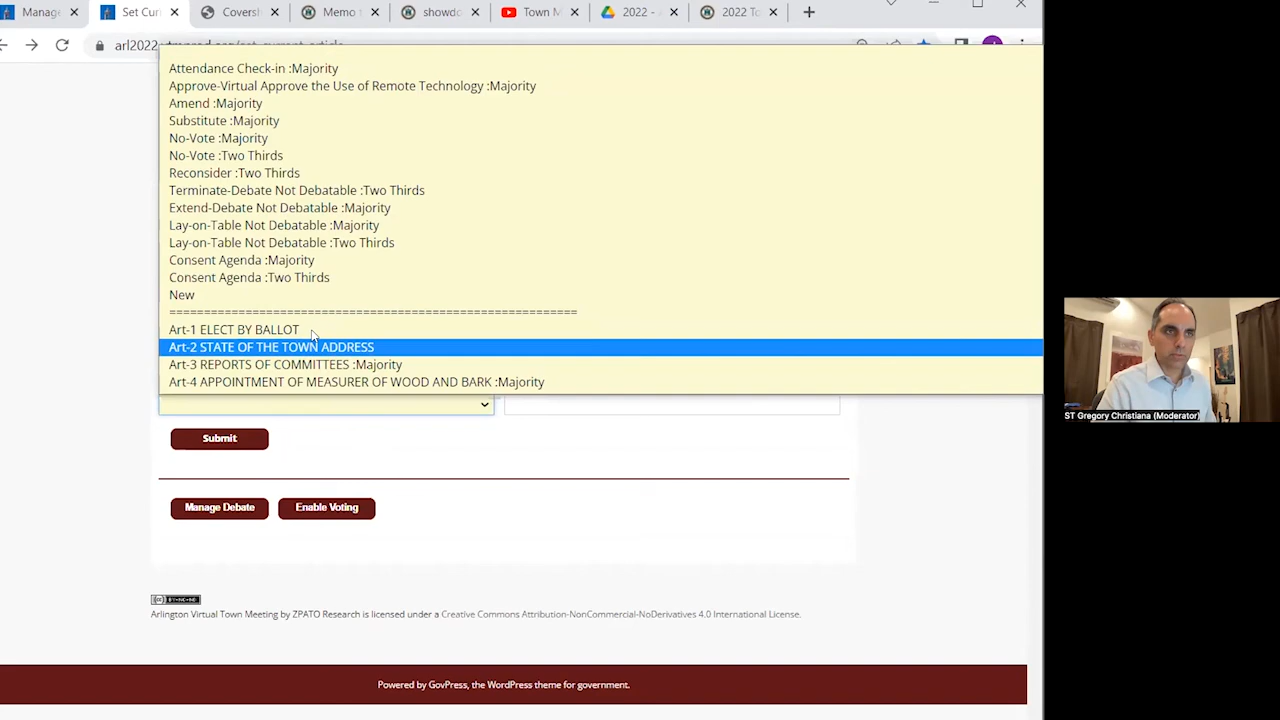 Manage
Set Curr
Coversh
Memo t
showdo
Town M
2022 -
2022 To
Attendance Check-in :Majority
Approve-Virtual Approve the Use of Remote Technology :Majority
Amend :Majority
Substitute :Majority
No-Vote :Majority
No-Vote :Two Thirds
Reconsider :Two Thirds
Terminate-Debate Not Debatable :Two Thirds
Extend-Debate Not Debatable :Majority
Lay-on-Table Not Debatable :Majority
Lay-on-Table Not Debatable :Two Thirds
Consent Agenda :Majority
Consent Agenda :Two Thirds
New
==========================================================
Art-1 ELECT BY BALLOT
Art-2 STATE OF THE TOWN ADDRESS
Art-3 REPORTS OF COMMITTEES :Majority
Art-4 APPOINTMENT OF MEASURER OF WOOD AND BARK :Majority
Submit
Manage Debate
Enable Voting
Arlington Virtual Town Meeting by ZPATO Research is licensed under a Creative Commons Attribution-NonCommercial-NoDerivatives 4.0 International License.
Powered by GovPress, the WordPress theme for government.
ST Gregory Christiana (Moderator)